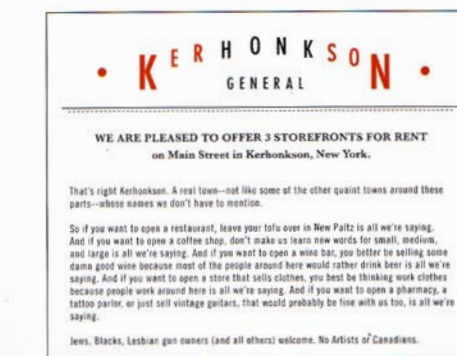 • KERHONKSON •
GENERAL
WE ARE PLEASED TO OFFER 3 STOREFRONTS FOR RENT
on Main Street in Kerhonkson, New York.
That's right Kerhonkson. A real town--not like some of the other quaint towns around these
parts--whose names we don't have to mention.
So if you want to open a restaurant, leave your tofu over in New Paltz is all we're saying.
And if you want to open a coffee shop, don't make us learn new words for small, medium,
and large is all we're saying. And if you want to open a wine bar, you better be selling some
damn good wine because most of the people around here would rather drink beer is all we're
saying. And if you want to open a store that sells clothes, you best be thinking work clothes
because people work around here is all we're saying. And if you want to open a pharmacy, a
tattoo parlor, or just sell vintage guitars, that would probably be fine with us too, is all we're
saying.
Jews, Blacks, Lesbian gun owners (and all others) welcome. No Artists or Canadians.